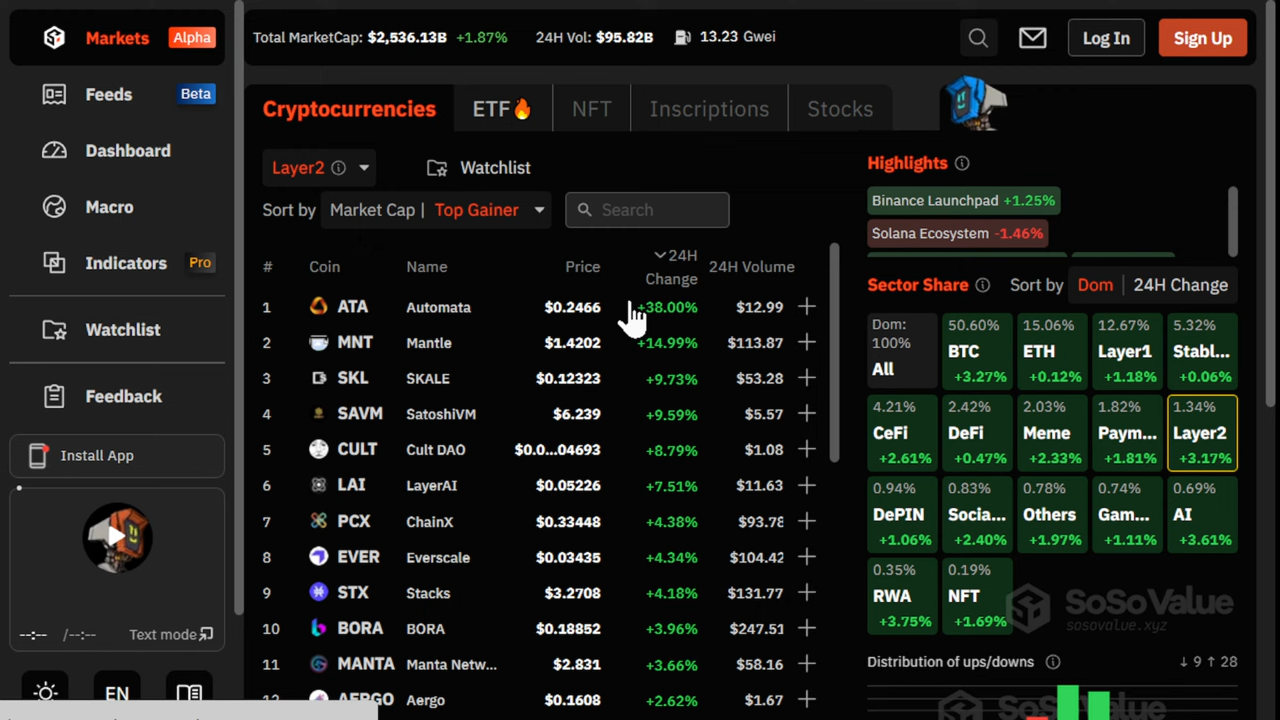 Markets Alpha
Feeds Beta
Dashboard
Macro
Indicators Pro
Watchlist
Feedback
Install App
--:-- /--:-- Text mode
EN
Total MarketCap: $2,536.13B +1.87% 24H Vol: $95.82B 13.23 Gwei
Log In Sign Up
Cryptocurrencies ETF NFT Inscriptions Stocks
Layer2 Watchlist
Sort by Market Cap | Top Gainer Search
# Coin Name Price 24H Change 24H Volume
1 ATA Automata $0.2466 +38.00% $12.99
2 MNT Mantle $1.4202 +14.99% $113.87
3 SKL SKALE $0.12323 +9.73% $53.28
4 SAVM SatoshiVM $6.239 +9.59% $5.57
5 CULT Cult DAO $0.0...04693 +8.79% $1.08
6 LAI LayerAI $0.05226 +7.51% $11.63
7 PCX ChainX $0.33448 +4.38% $93.78
8 EVER Everscale $0.03435 +4.34% $104.42
9 STX Stacks $3.2708 +4.18% $131.77
10 BORA BORA $0.18852 +3.96% $247.51
11 MANTA Manta Netw... $2.831 +3.66% $58.16
12 AERGO Aergo $0.1608 +2.62% $1.67
Highlights
Binance Launchpad +1.25%
Solana Ecosystem -1.46%
Sector Share Sort by Dom | 24H Change
Dom: 100% All
50.60% BTC +3.27%
15.06% ETH +0.12%
12.67% Layer1 +1.18%
5.32% Stabl... +0.06%
4.21% CeFi +2.61%
2.42% DeFi +0.47%
2.03% Meme +2.33%
1.82% Paym... +1.81%
1.34% Layer2 +3.17%
0.94% DePIN +1.06%
0.83% Socia... +2.40%
0.78% Others +1.97%
0.74% Gam... +1.11%
0.69% AI +3.61%
0.35% RWA +3.75%
0.19% NFT +1.69%
SoSoValue
sosovalue.xyz
Distribution of ups/downs ↓ 9 ↑ 28
SoSoValue